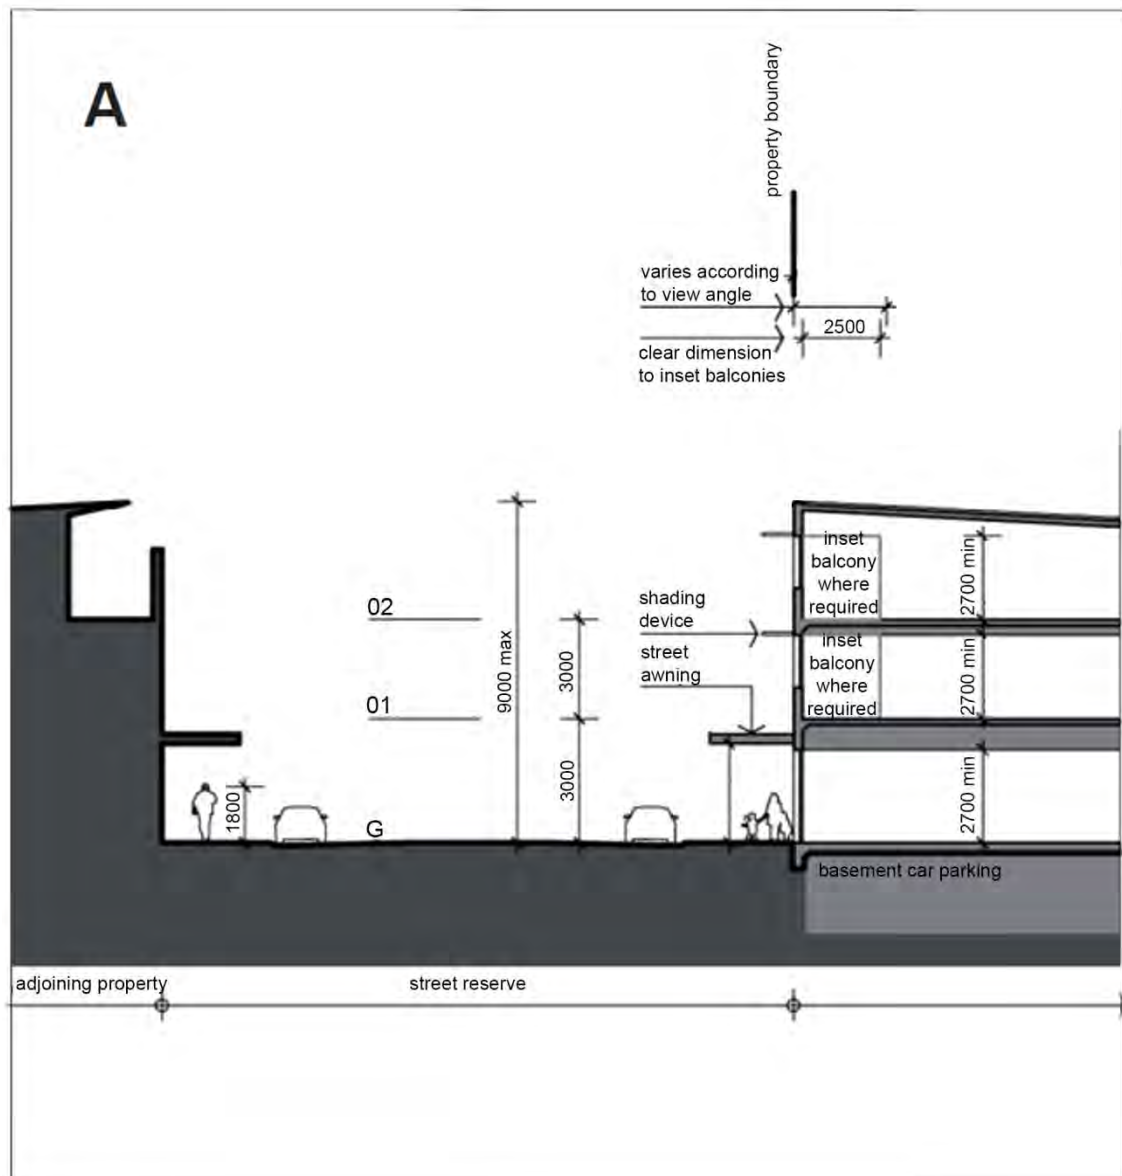 A
property boundary
varies according
to view angle
2500
clear dimension
to inset balconies
9000 max
inset
balcony
where
required
2700 min
02
shading
device
street
awning
3000
inset
balcony
where
required
2700 min
01
3000
2700 min
1800
G
basement car parking
adjoining property
street reserve